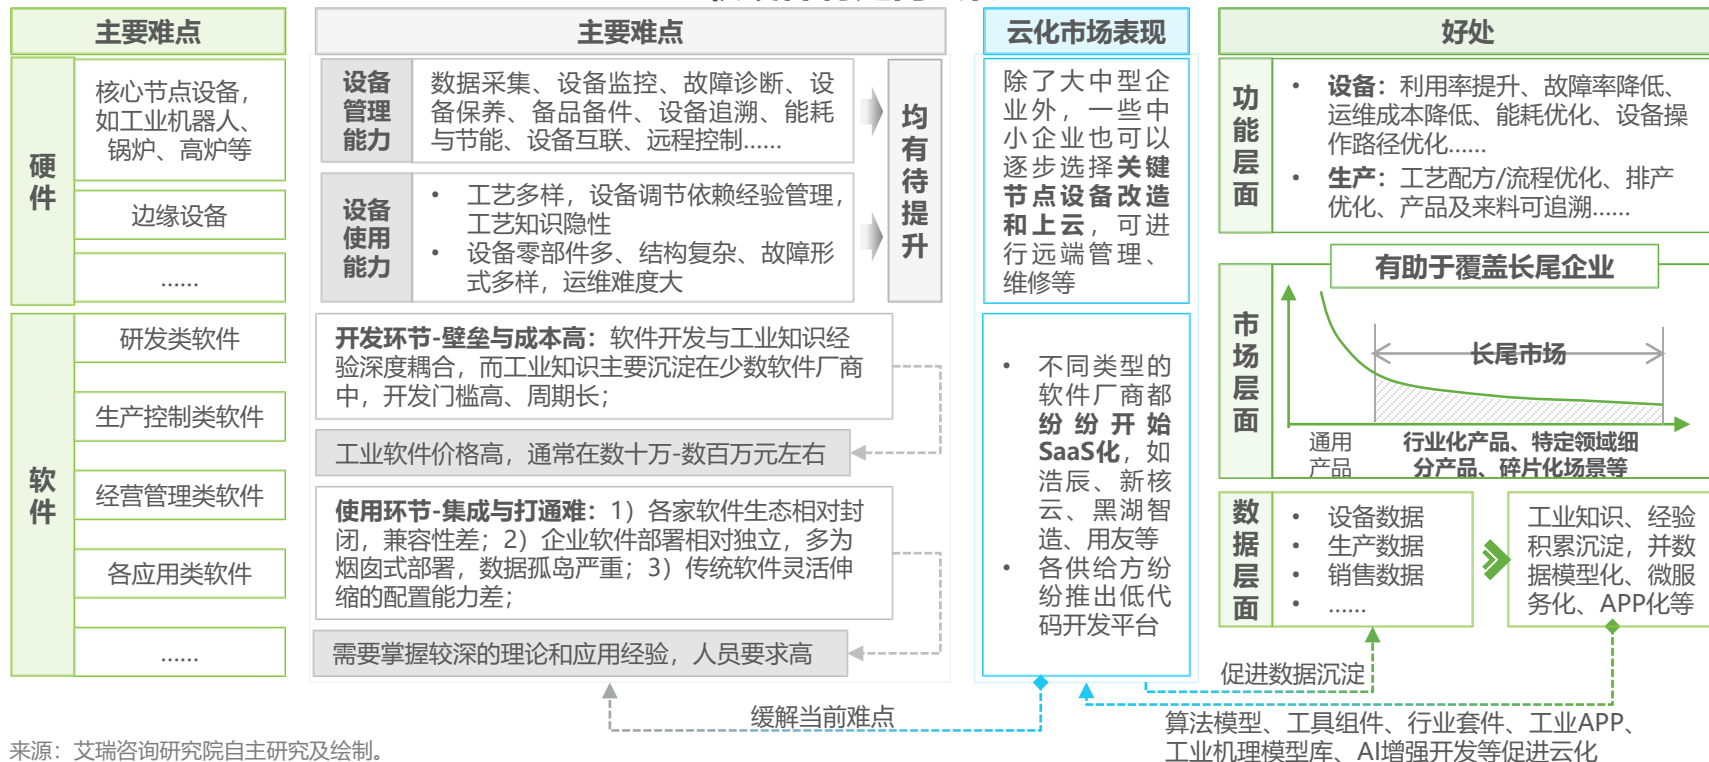 主要难点
硬件
核心节点设备，
如工业机器人、
锅炉、高炉等
边缘设备
……
软件
研发类软件
生产控制类软件
经营管理类软件
各应用类软件
……
主要难点
设备
管理
能力
数据采集、设备监控、故障诊断、设
备保养、备品备件、设备追溯、能耗
与节能、设备互联、远程控制……
设备
使用
能力
• 工艺多样，设备调节依赖经验管理，
工艺知识隐性
• 设备零部件多、结构复杂、故障形
式多样，运维难度大
均有待提升
开发环节-壁垒与成本高：软件开发与工业知识经
验深度耦合，而工业知识主要沉淀在少数软件厂商
中，开发门槛高、周期长；
工业软件价格高，通常在数十万-数百万元左右
使用环节-集成与打通难：1）各家软件生态相对封
闭，兼容性差；2）企业软件部署相对独立，多为
烟囱式部署，数据孤岛严重；3）传统软件灵活伸
缩的配置能力差；
需要掌握较深的理论和应用经验，人员要求高
云化市场表现
除了大中型企
业外，一些中
小企业也可以
逐步选择关键
节点设备改造
和上云，可进
行远端管理、
维修等
• 不同类型的
软件厂商都
纷纷开始
SaaS化，如
浩辰、新核
云、黑湖智
造、用友等
• 各供给方纷
纷推出低代
码开发平台
好处
功能层面
• 设备：利用率提升、故障率降低、
运维成本降低、能耗优化、设备操
作路径优化……
• 生产：工艺配方/流程优化、排产
优化、产品及来料可追溯……
市场层面
有助于覆盖长尾企业
长尾市场
通用
产品
行业化产品、特定领域细
分产品、碎片化场景等
数据层面
• 设备数据
• 生产数据
• 销售数据
• ……
工业知识、经验
积累沉淀，并数
据模型化、微服
务化、APP化等
促进数据沉淀
缓解当前难点
算法模型、工具组件、行业套件、工业APP、
工业机理模型库、AI增强开发等促进云化
来源：艾瑞咨询研究院自主研究及绘制。